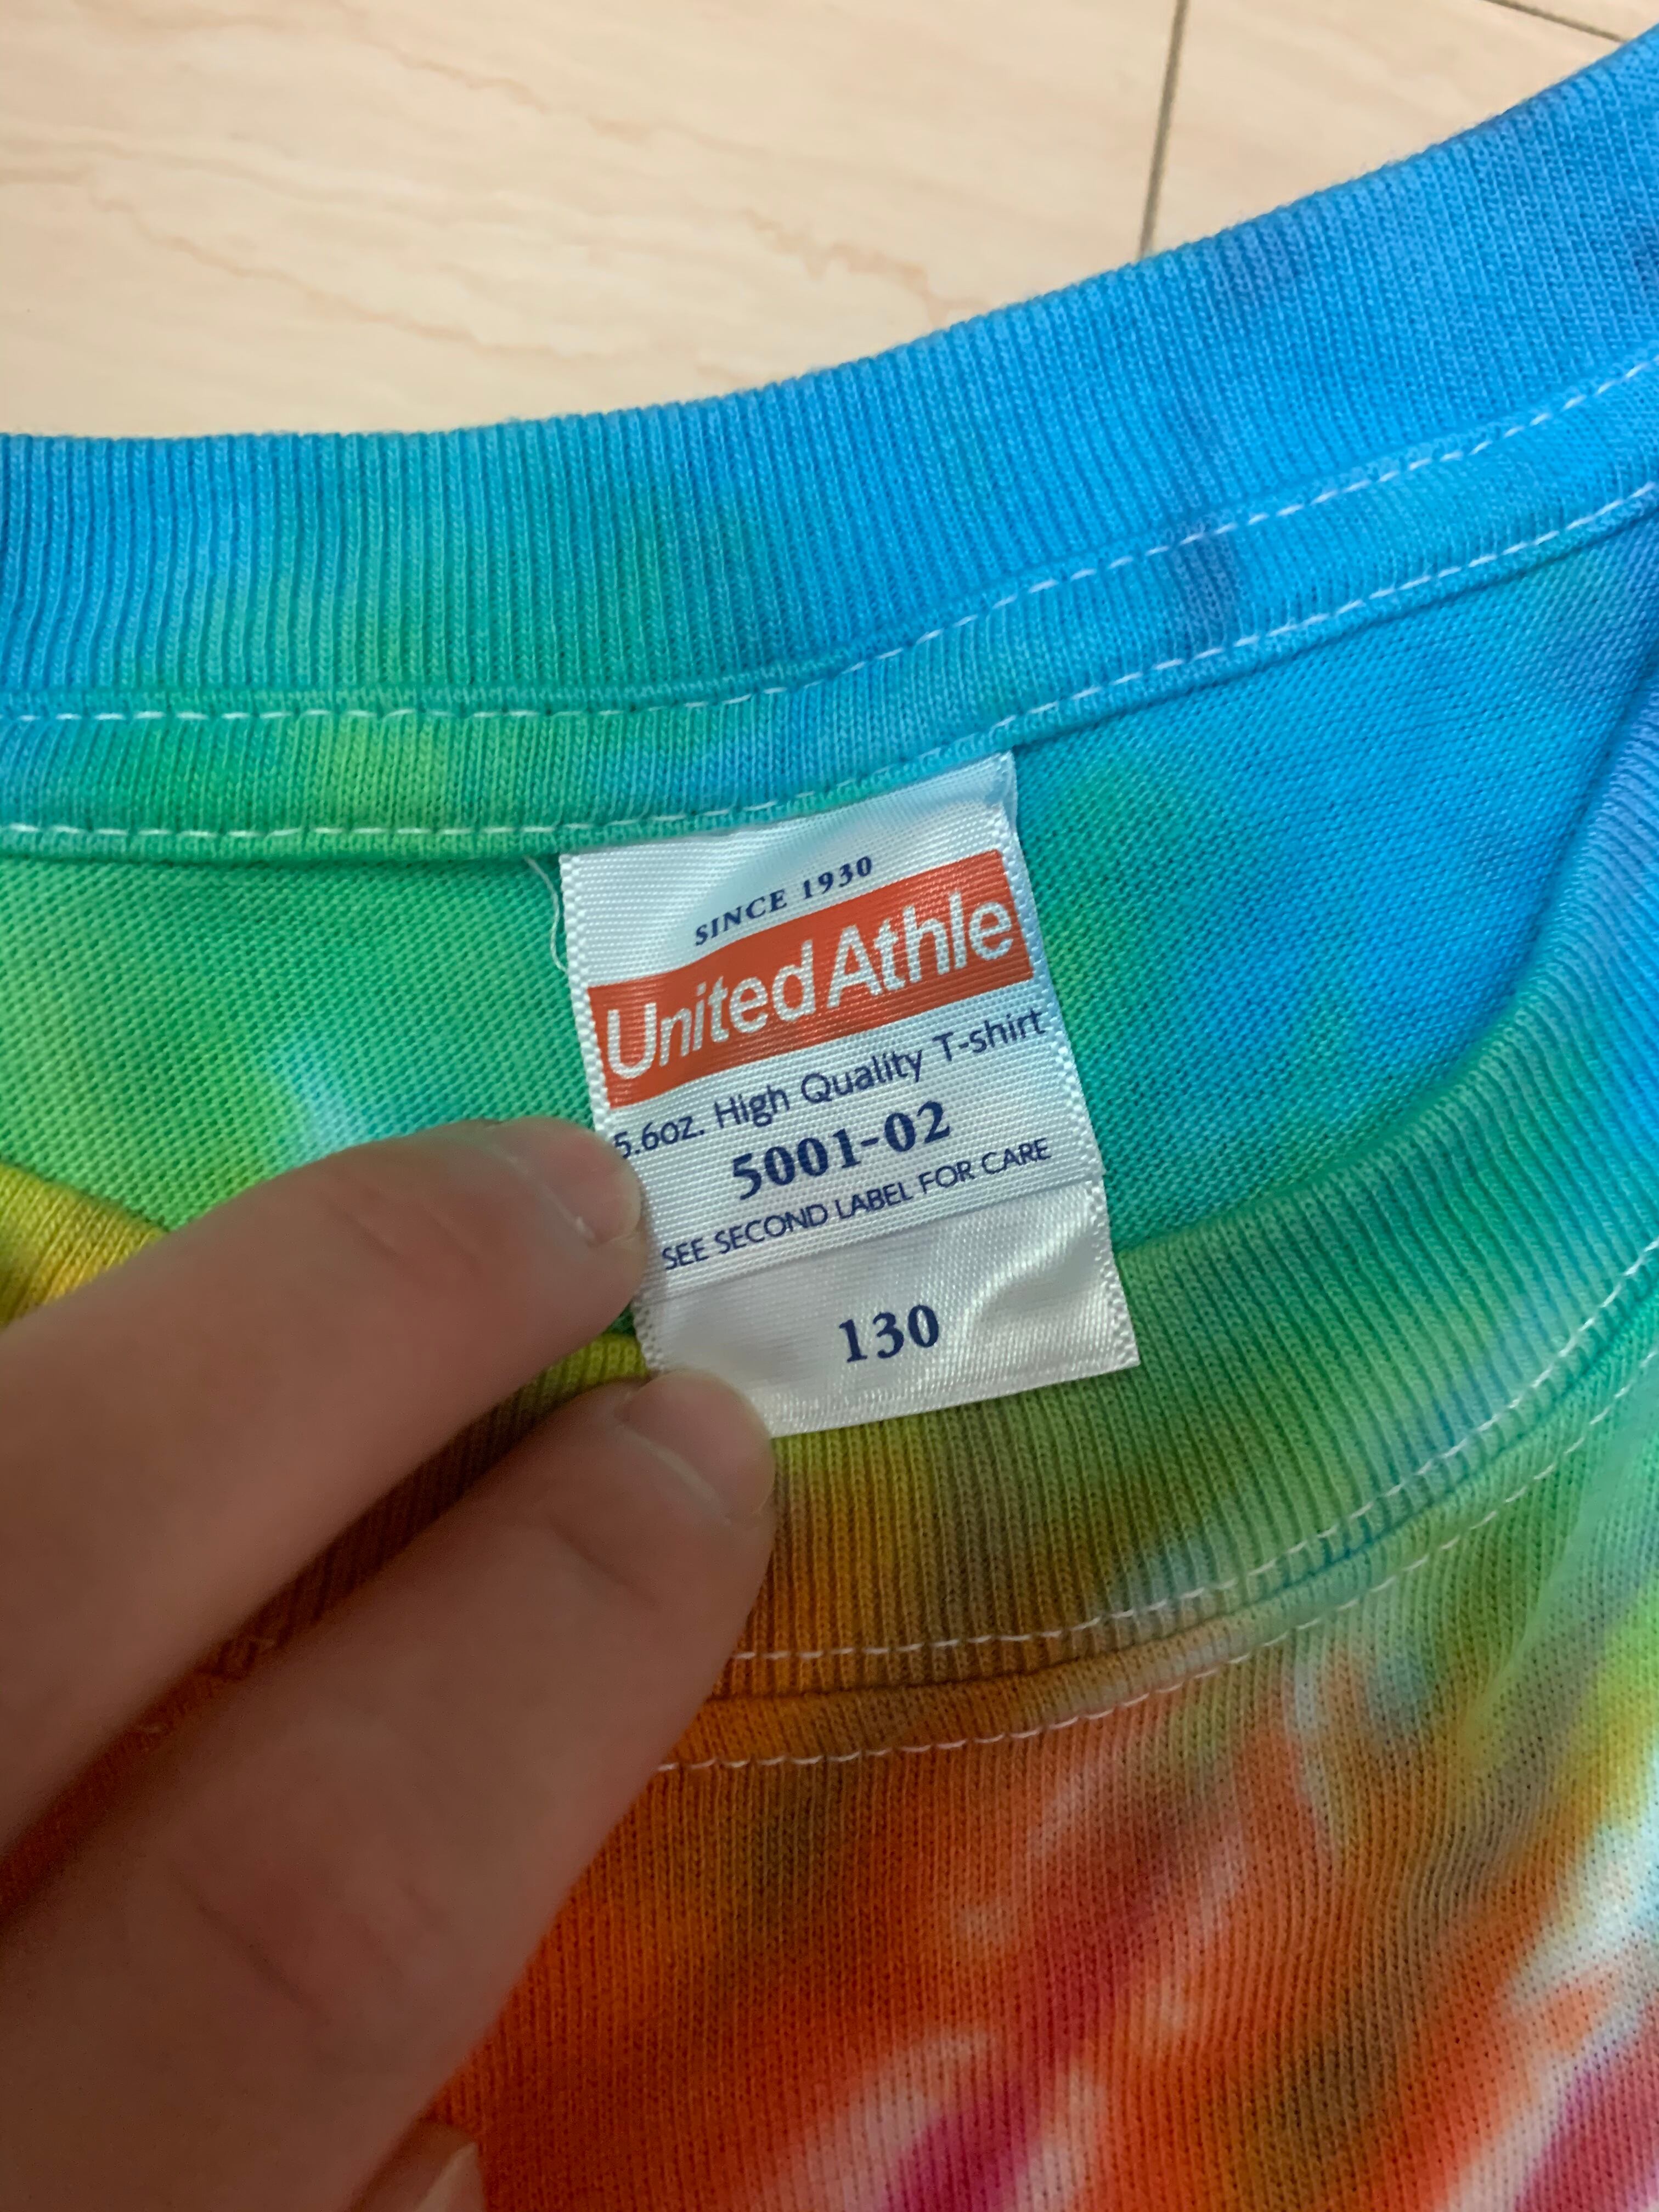 SINCE 1930
United Athle
5.6oz. High Quality T-shirt
5001-02
SEE SECOND LABEL FOR CARE
130